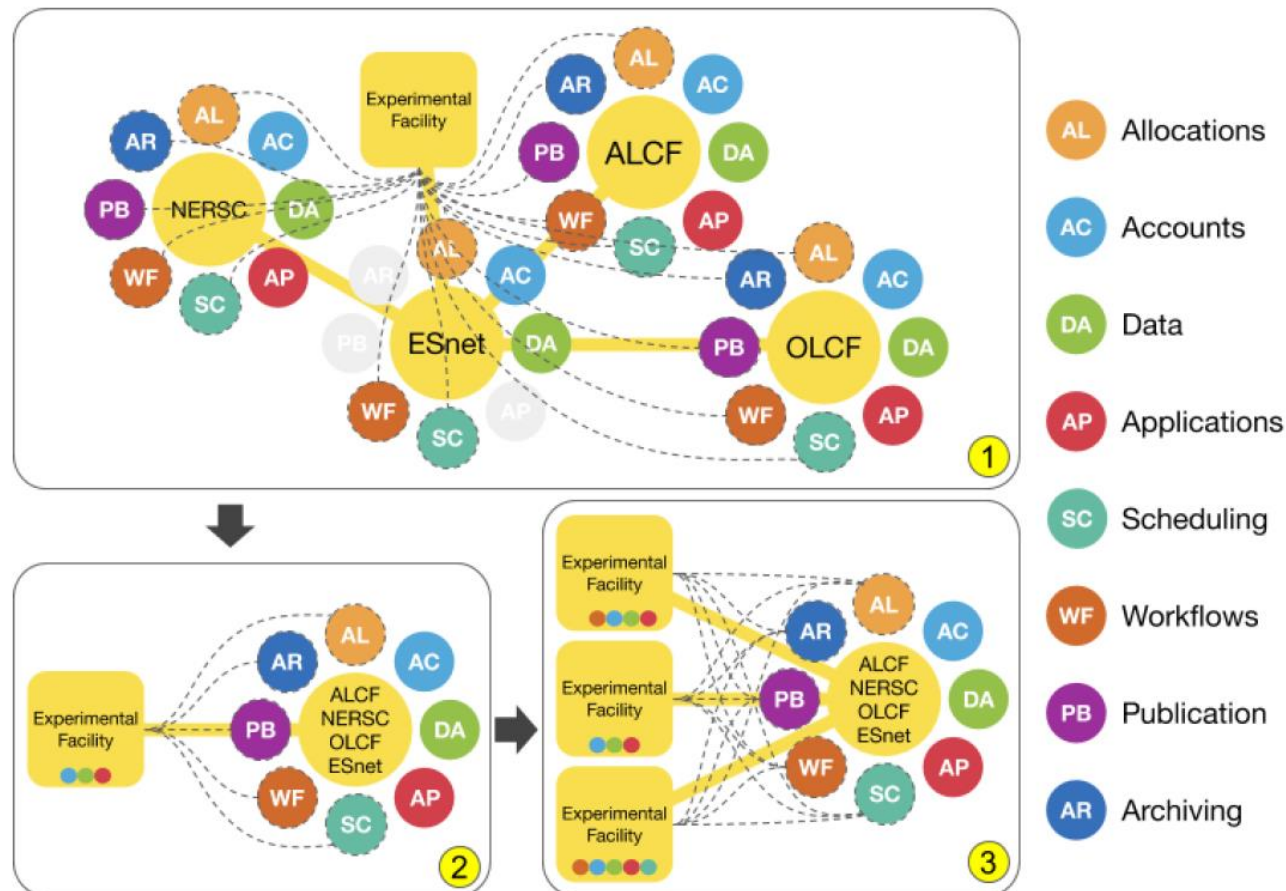 AL
AR
AC
Experimental
Facility
NERSC
PB
DA
WF
AP
SC
AL
AR
AC
ALCF
PB
DA
WF
AP
SC
AL
AR
AC
ESnet
PB
DA
WF
AP
SC
AL
AR
AC
OLCF
PB
DA
WF
AP
SC
1
AL
AR
AC
Experimental
Facility
PB
ALCF
NERSC
OLCF
ESnet
DA
WF
AP
SC
2
Experimental
Facility
Experimental
Facility
Experimental
Facility
AL
AR
AC
PB
ALCF
NERSC
OLCF
ESnet
DA
WF
AP
SC
3
AL Allocations
AC Accounts
DA Data
AP Applications
SC Scheduling
WF Workflows
PB Publication
AR Archiving